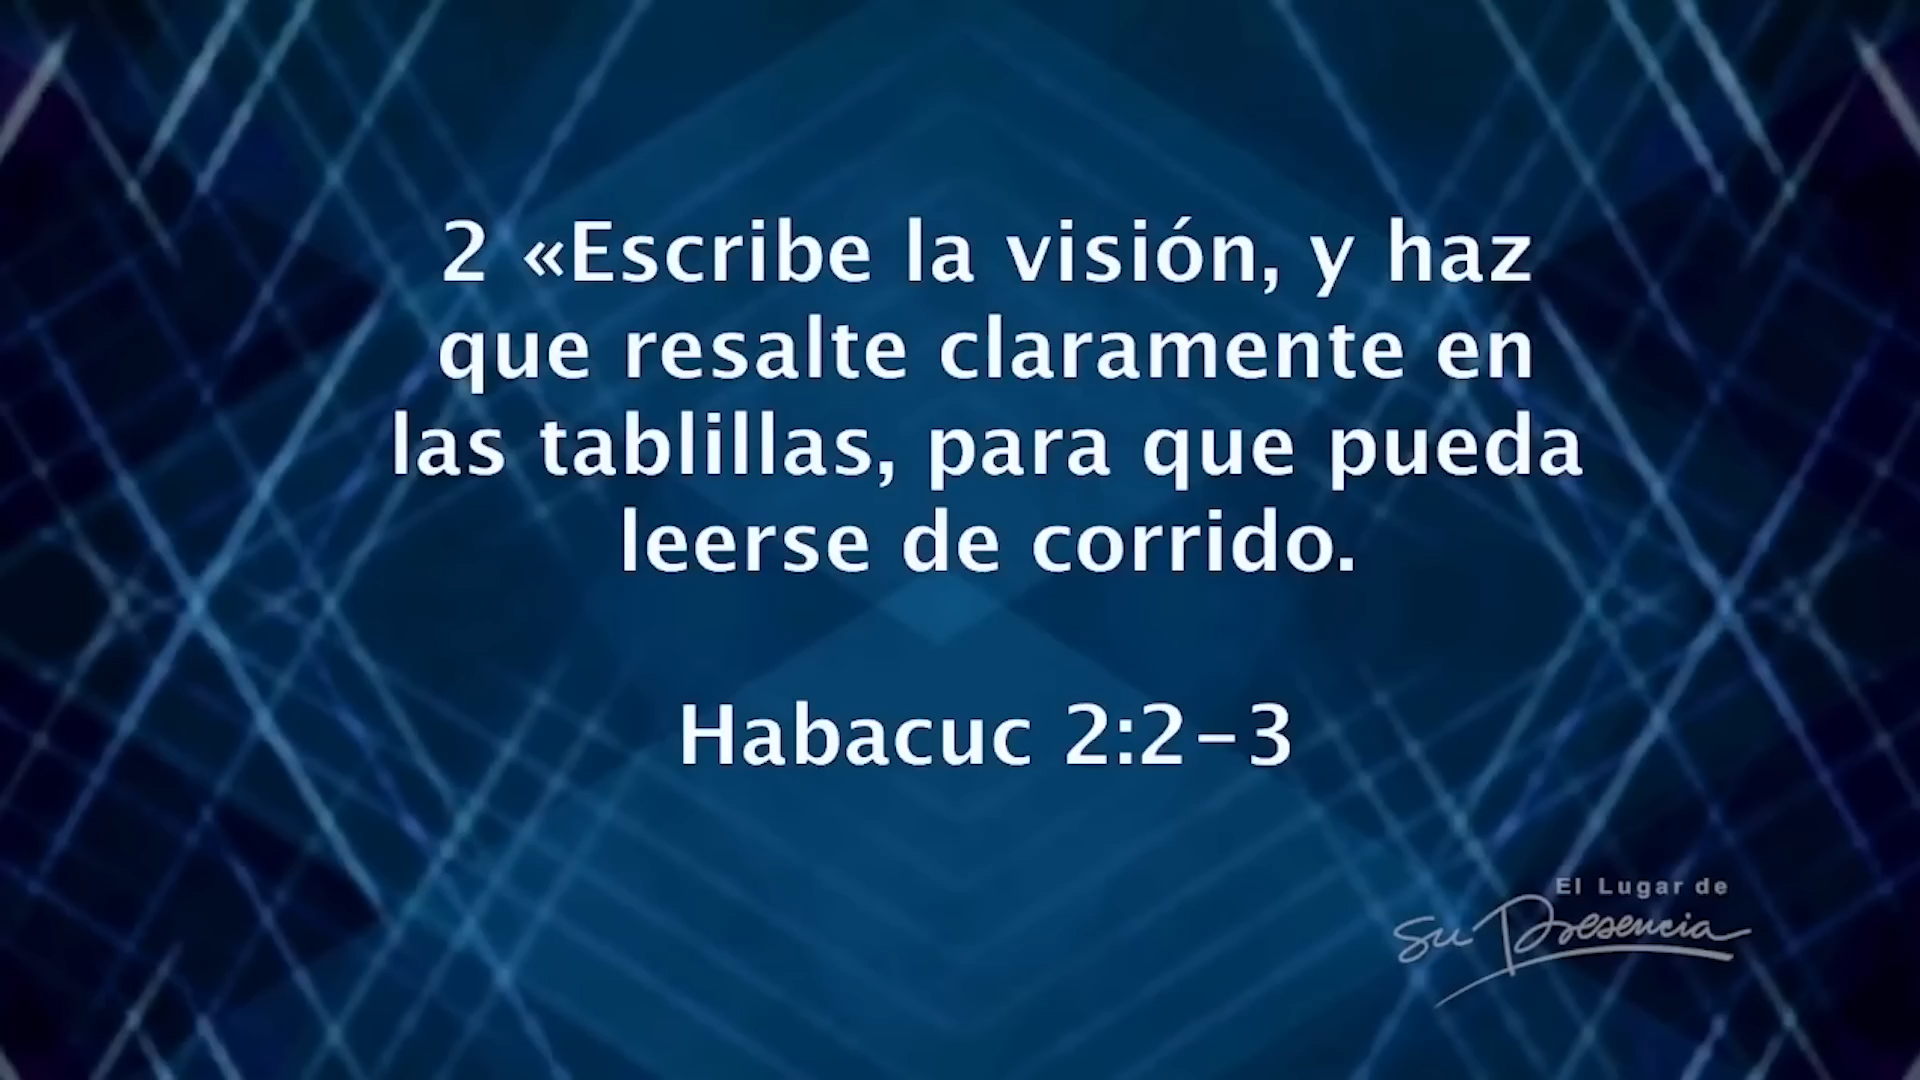 2 «Escribe la visión, y haz
que resalte claramente en
las tablillas, para que pueda
leerse de corrido.
Habacuc 2:2-3
El Lugar de
Su Presencia